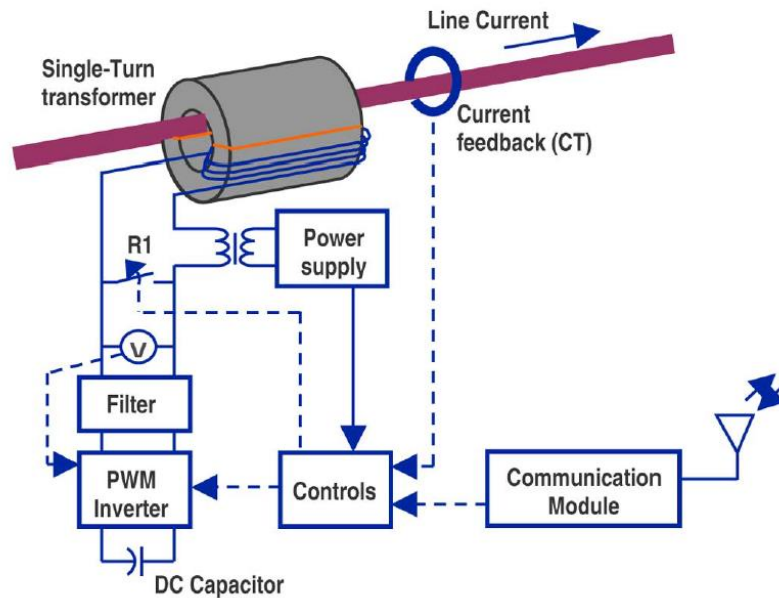 Line Current
Single-Turn
transformer
Current
feedback (CT)
R1
Power
supply
V
Filter
PWM
Inverter
Controls
Communication
Module
DC Capacitor